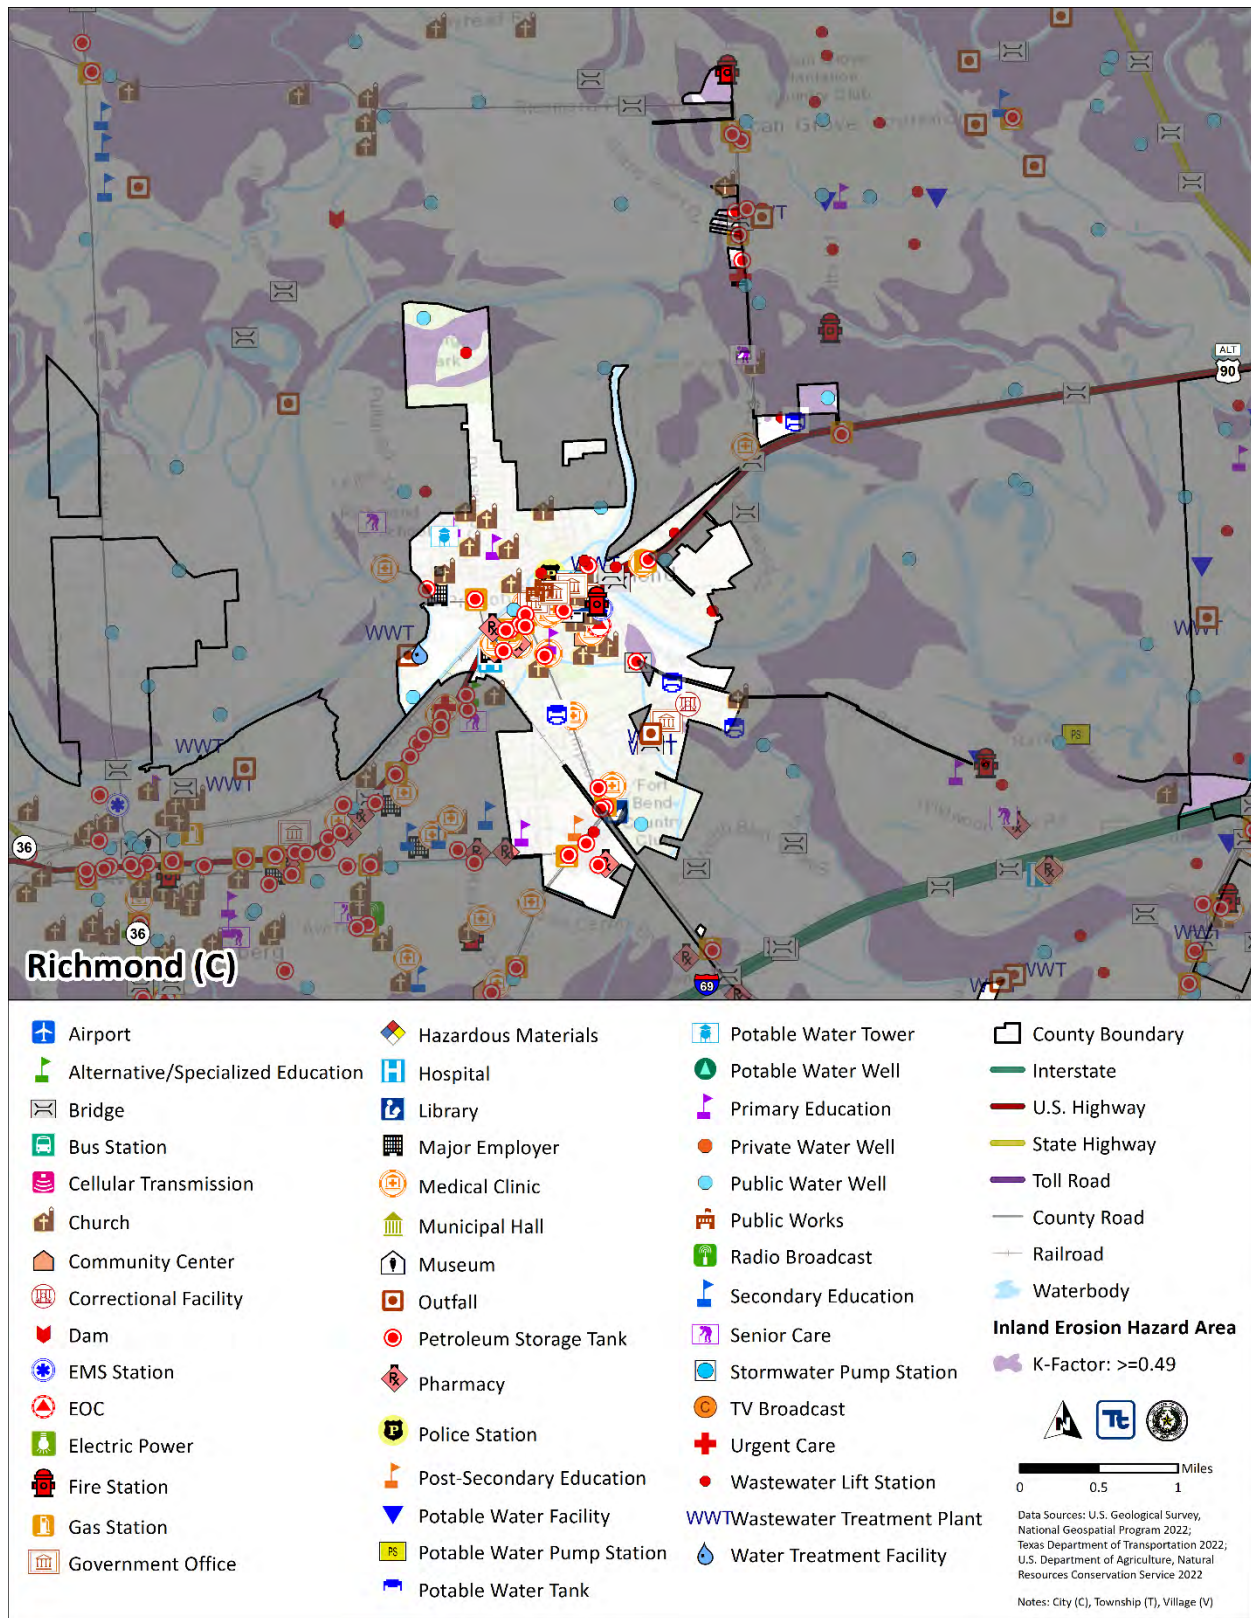 ALT
90
WWT
WWT
WWT
WWT
WWT
Fort
Bend
Country
PS
36
36
WWT
WWT
69
Richmond (C)
Airport
Alternative/Specialized Education
Bridge
Bus Station
Cellular Transmission
Church
Community Center
Correctional Facility
Dam
EMS Station
EOC
Electric Power
Fire Station
Gas Station
Government Office
Hazardous Materials
Hospital
Library
Major Employer
Medical Clinic
Municipal Hall
Museum
Outfall
Petroleum Storage Tank
Pharmacy
Police Station
Post-Secondary Education
Potable Water Facility
PS
Potable Water Pump Station
Potable Water Tank
Potable Water Tower
Potable Water Well
Primary Education
Private Water Well
Public Water Well
Public Works
Radio Broadcast
Secondary Education
Senior Care
Stormwater Pump Station
C
TV Broadcast
Urgent Care
Wastewater Lift Station
WWT Wastewater Treatment Plant
Water Treatment Facility
County Boundary
Interstate
U.S. Highway
State Highway
Toll Road
County Road
Railroad
Waterbody
Inland Erosion Hazard Area
K-Factor: >=0.49
N
Tt
Miles
0 0.5 1
Data Sources: U.S. Geological Survey,
National Geospatial Program 2022;
Texas Department of Transportation 2022;
U.S. Department of Agriculture, Natural
Resources Conservation Service 2022
Notes: City (C), Township (T), Village (V)